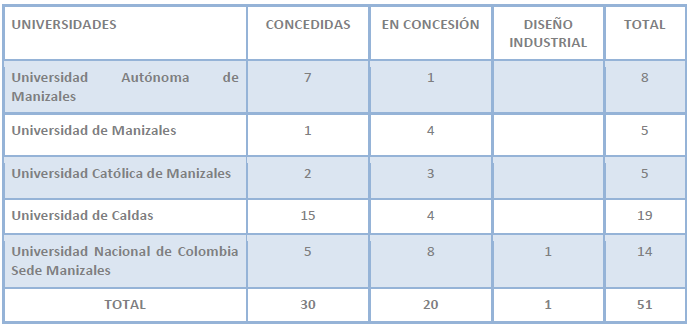 UNIVERSIDADES CONCEDIDAS EN CONCESIÓN DISEÑO INDUSTRIAL TOTAL
Universidad Autónoma de Manizales 7 1 8
Universidad de Manizales 1 4 5
Universidad Católica de Manizales 2 3 5
Universidad de Caldas 15 4 19
Universidad Nacional de Colombia Sede Manizales 5 8 1 14
TOTAL 30 20 1 51